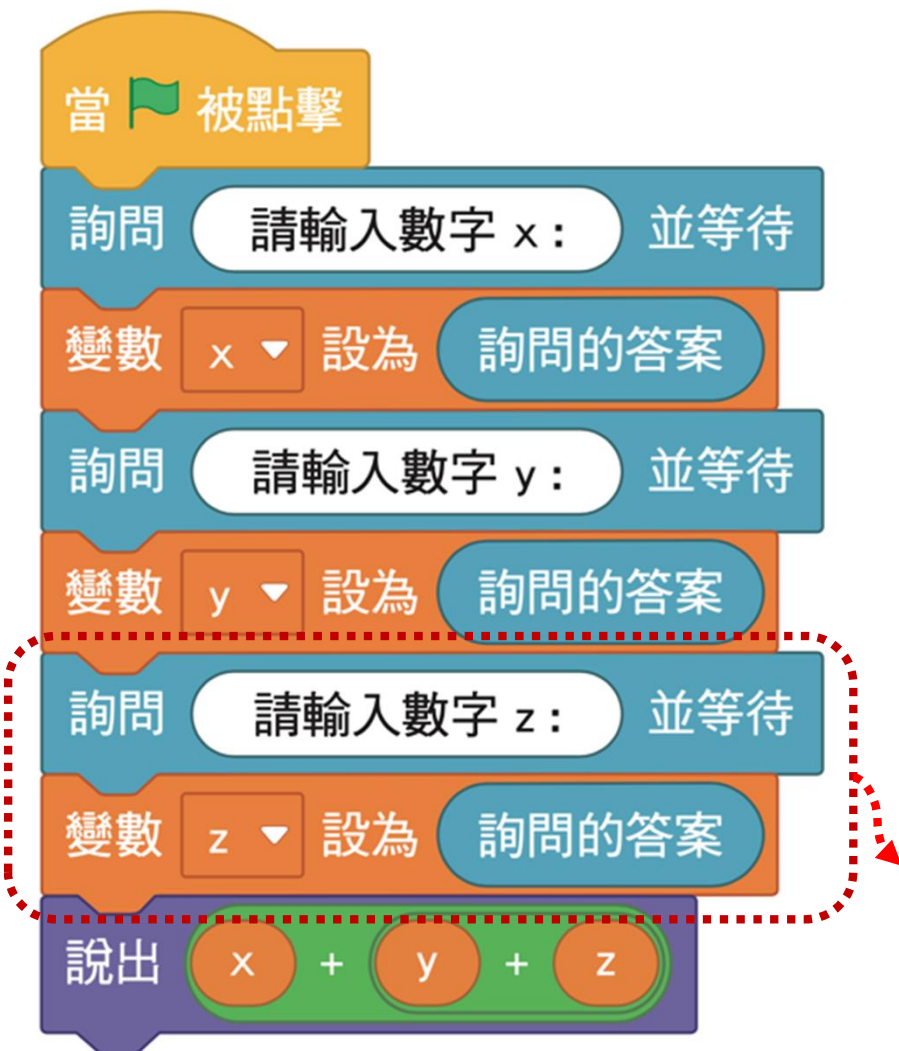 當 被點擊
詢問 請輸入數字 x : 並等待
變數 x 設為 詢問的答案
詢問 請輸入數字 y : 並等待
變數 y 設為 詢問的答案
詢問 請輸入數字 z : 並等待
變數 z 設為 詢問的答案
說出 x + y + z